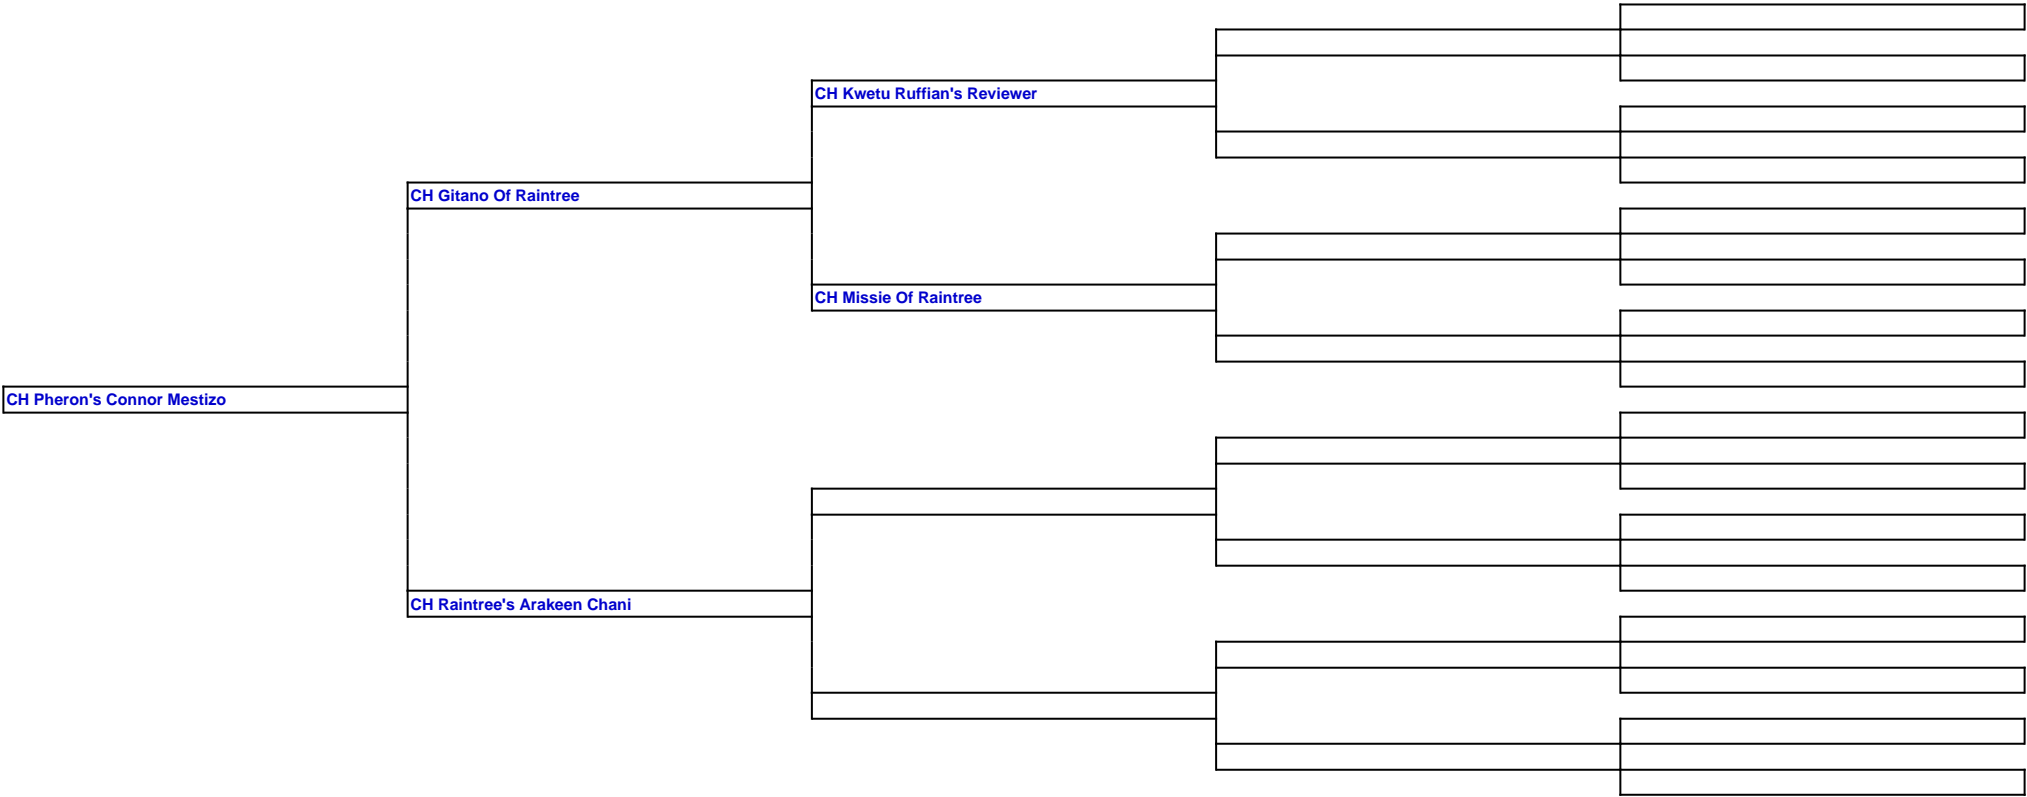 CH Kwetu Ruffian's Reviewer
CH Gitano Of Raintree
CH Missie Of Raintree
CH Pheron's Connor Mestizo
CH Raintree's Arakeen Chani